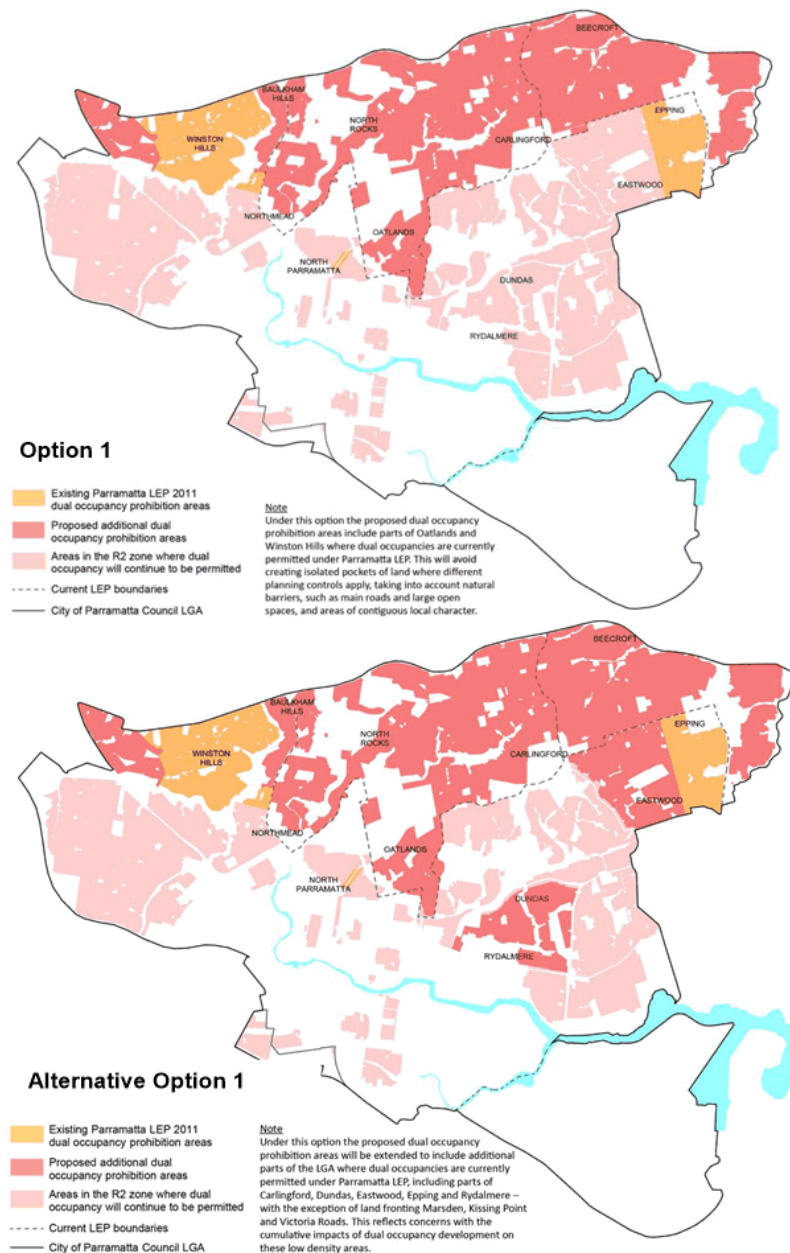 BEECROFT
BAULKHAM
HILLS
EPPING
NORTH
ROCKS
WINSTON
HILLS
CARLINGFORD
EASTWOOD
NORTHMEAD
OATLANDS
NORTH
PARRAMATTA
DUNDAS
RYDALMERE
Option 1
Existing Parramatta LEP 2011
dual occupancy prohibition areas
Proposed additional dual
occupancy prohibition areas
Areas in the R2 zone where dual
occupancy will continue to be permitted
Current LEP boundaries
City of Parramatta Council LGA
Note
Under this option the proposed dual occupancy
prohibition areas include parts of Oatlands and
Winston Hills where dual occupancies are currently
permitted under Parramatta LEP. This will avoid
creating isolated pockets of land where different
planning controls apply, taking into account natural
barriers, such as main roads and large open
spaces, and areas of contiguous local character.
BEECROFT
BAULKHAM
HILLS
EPPING
NORTH
ROCKS
WINSTON
HILLS
CARLINGFORD
EASTWOOD
NORTHMEAD
OATLANDS
NORTH
PARRAMATTA
DUNDAS
RYDALMERE
Alternative Option 1
Existing Parramatta LEP 2011
dual occupancy prohibition areas
Proposed additional dual
occupancy prohibition areas
Areas in the R2 zone where dual
occupancy will continue to be permitted
Current LEP boundaries
City of Parramatta Council LGA
Note
Under this option the proposed dual occupancy
prohibition areas will be extended to include additional
parts of the LGA where dual occupancies are currently
permitted under Parramatta LEP, including parts of
Carlingford, Dundas, Eastwood, Epping and Rydalmere –
with the exception of land fronting Marsden, Kissing Point
and Victoria Roads. This reflects concerns with the
cumulative impacts of dual occupancy development on
these low density areas.